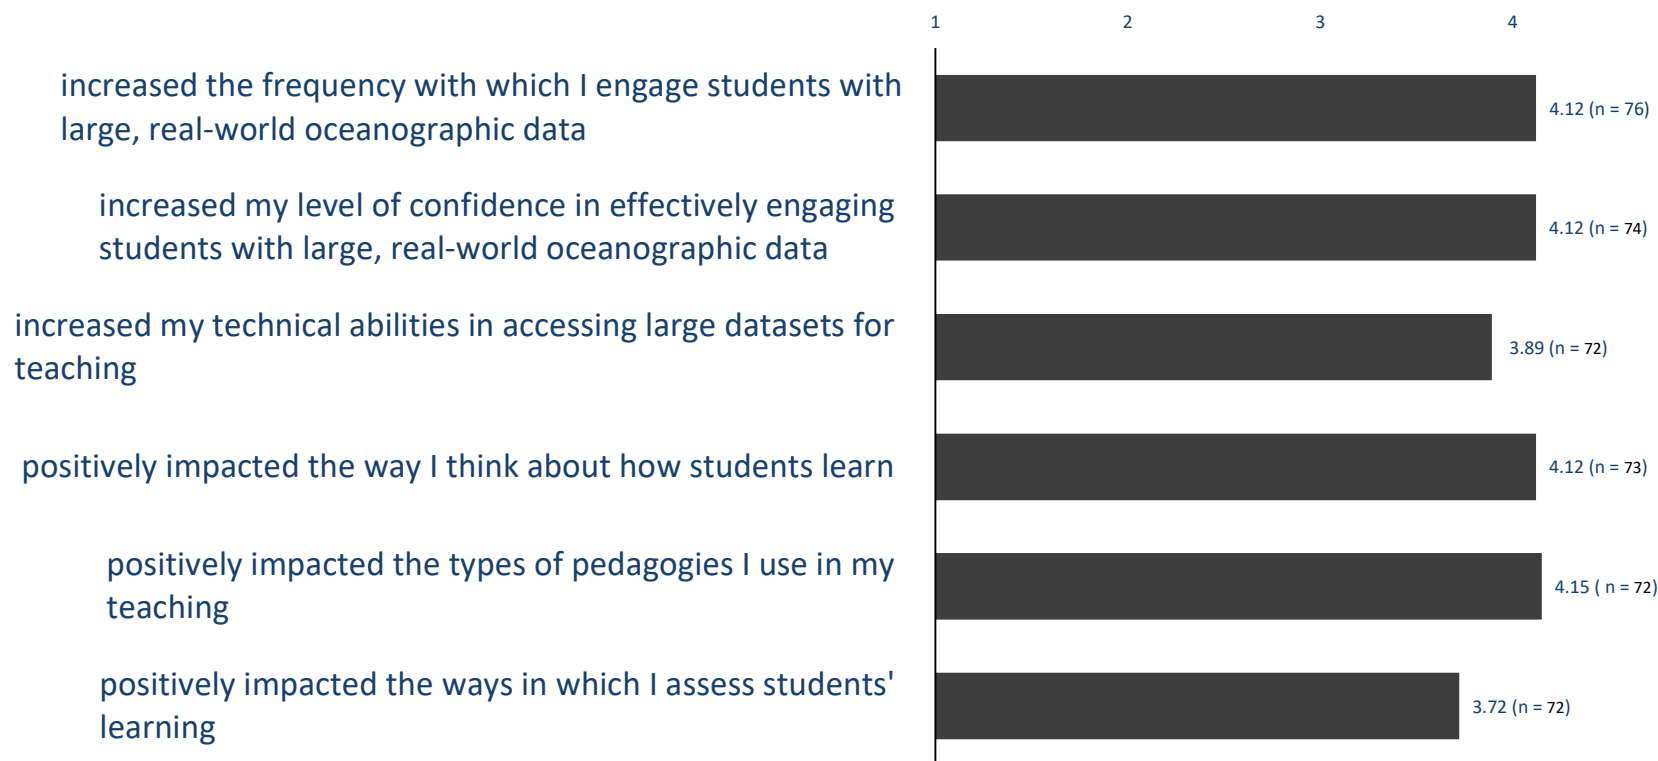 1 2 3 4
increased the frequency with which I engage students with
large, real-world oceanographic data
4.12 (n = 76)
increased my level of confidence in effectively engaging
students with large, real-world oceanographic data
4.12 (n = 74)
increased my technical abilities in accessing large datasets for
teaching
3.89 (n = 72)
positively impacted the way I think about how students learn
4.12 (n = 73)
positively impacted the types of pedagogies I use in my
teaching
4.15 ( n = 72)
positively impacted the ways in which I assess students'
learning
3.72 (n = 72)